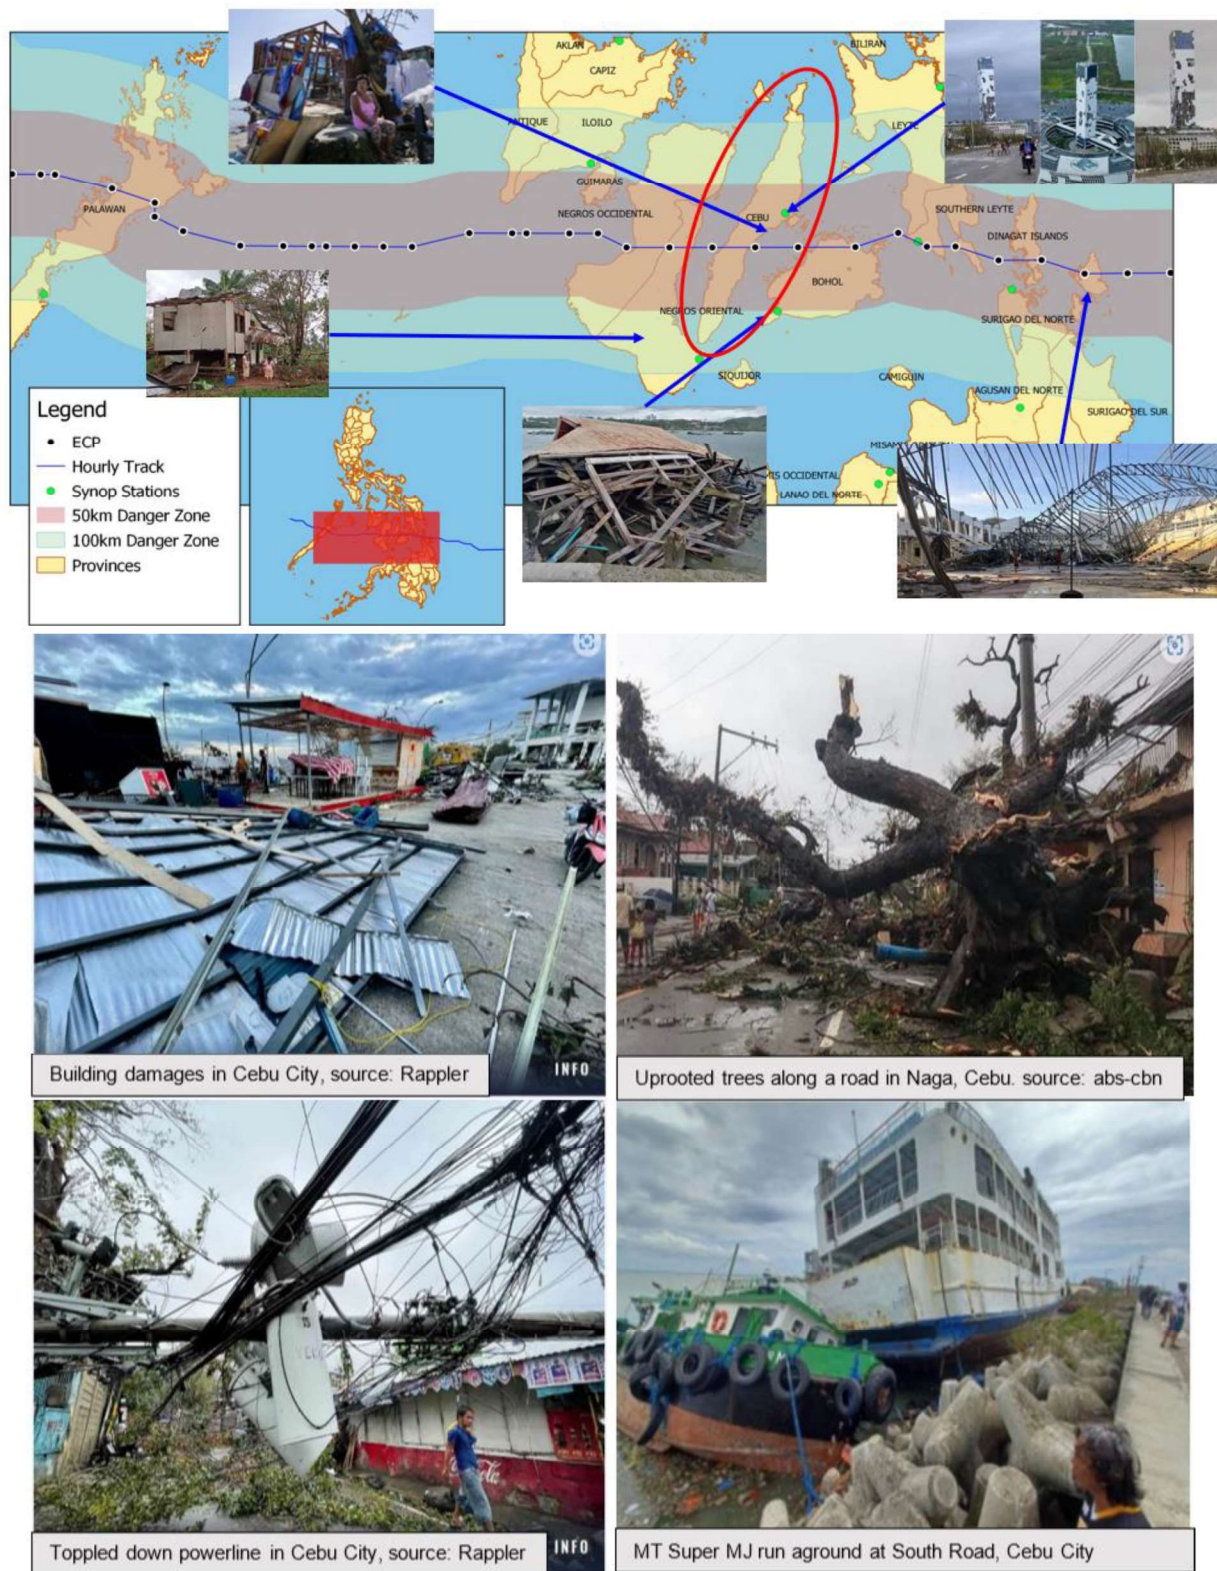 AKLAN
CAPIZ
BILIRAN
ANTIQUE
ILOILO
LEYTE
GUIMARAS
PALAWAN
NEGROS OCCIDENTAL
CEBU
SOUTHERN LEYTE
DINAGAT ISLANDS
BOHOL
NEGROS ORIENTAL
SURIGAO DEL NORTE
SIQUIJOR
CAMIGUIN
AGUSAN DEL NORTE
SURIGAO DEL SUR
MISAM
MIS OCCIDENTAL
LANAO DEL NORTE
Legend
ECP
Hourly Track
Synop Stations
50km Danger Zone
100km Danger Zone
Provinces
Building damages in Cebu City, source: Rappler
INFO
Uprooted trees along a road in Naga, Cebu. source: abs-cbn
Toppled down powerline in Cebu City, source: Rappler
INFO
MT Super MJ run aground at South Road, Cebu City